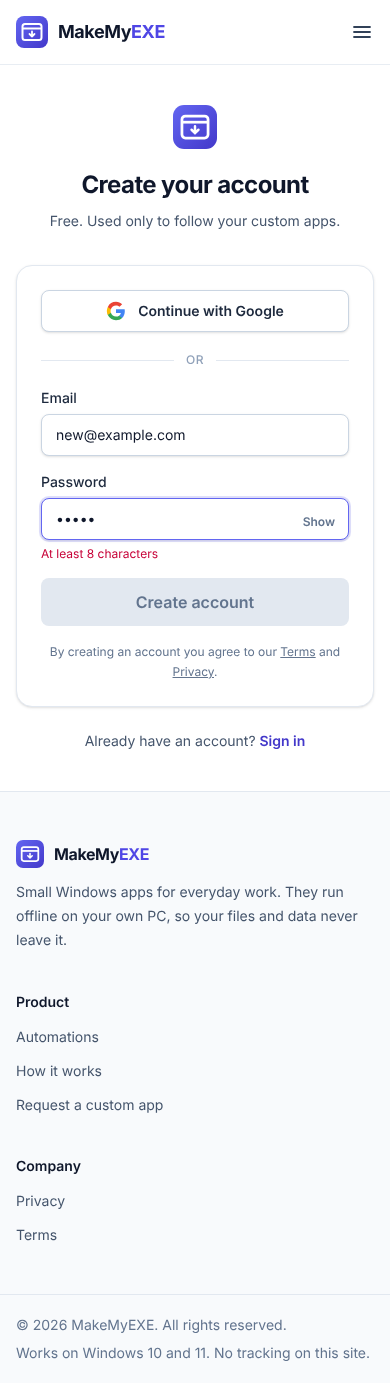 MakeMyEXE
Create your account
Free. Used only to follow your custom apps.
Continue with Google
OR
Email
new@example.com
Password
•••••
Show
At least 8 characters
Create account
By creating an account you agree to our Terms and
Privacy.
Already have an account? Sign in
MakeMyEXE
Small Windows apps for everyday work. They run
offline on your own PC, so your files and data never
leave it.
Product
Automations
How it works
Request a custom app
Company
Privacy
Terms
© 2026 MakeMyEXE. All rights reserved.
Works on Windows 10 and 11. No tracking on this site.